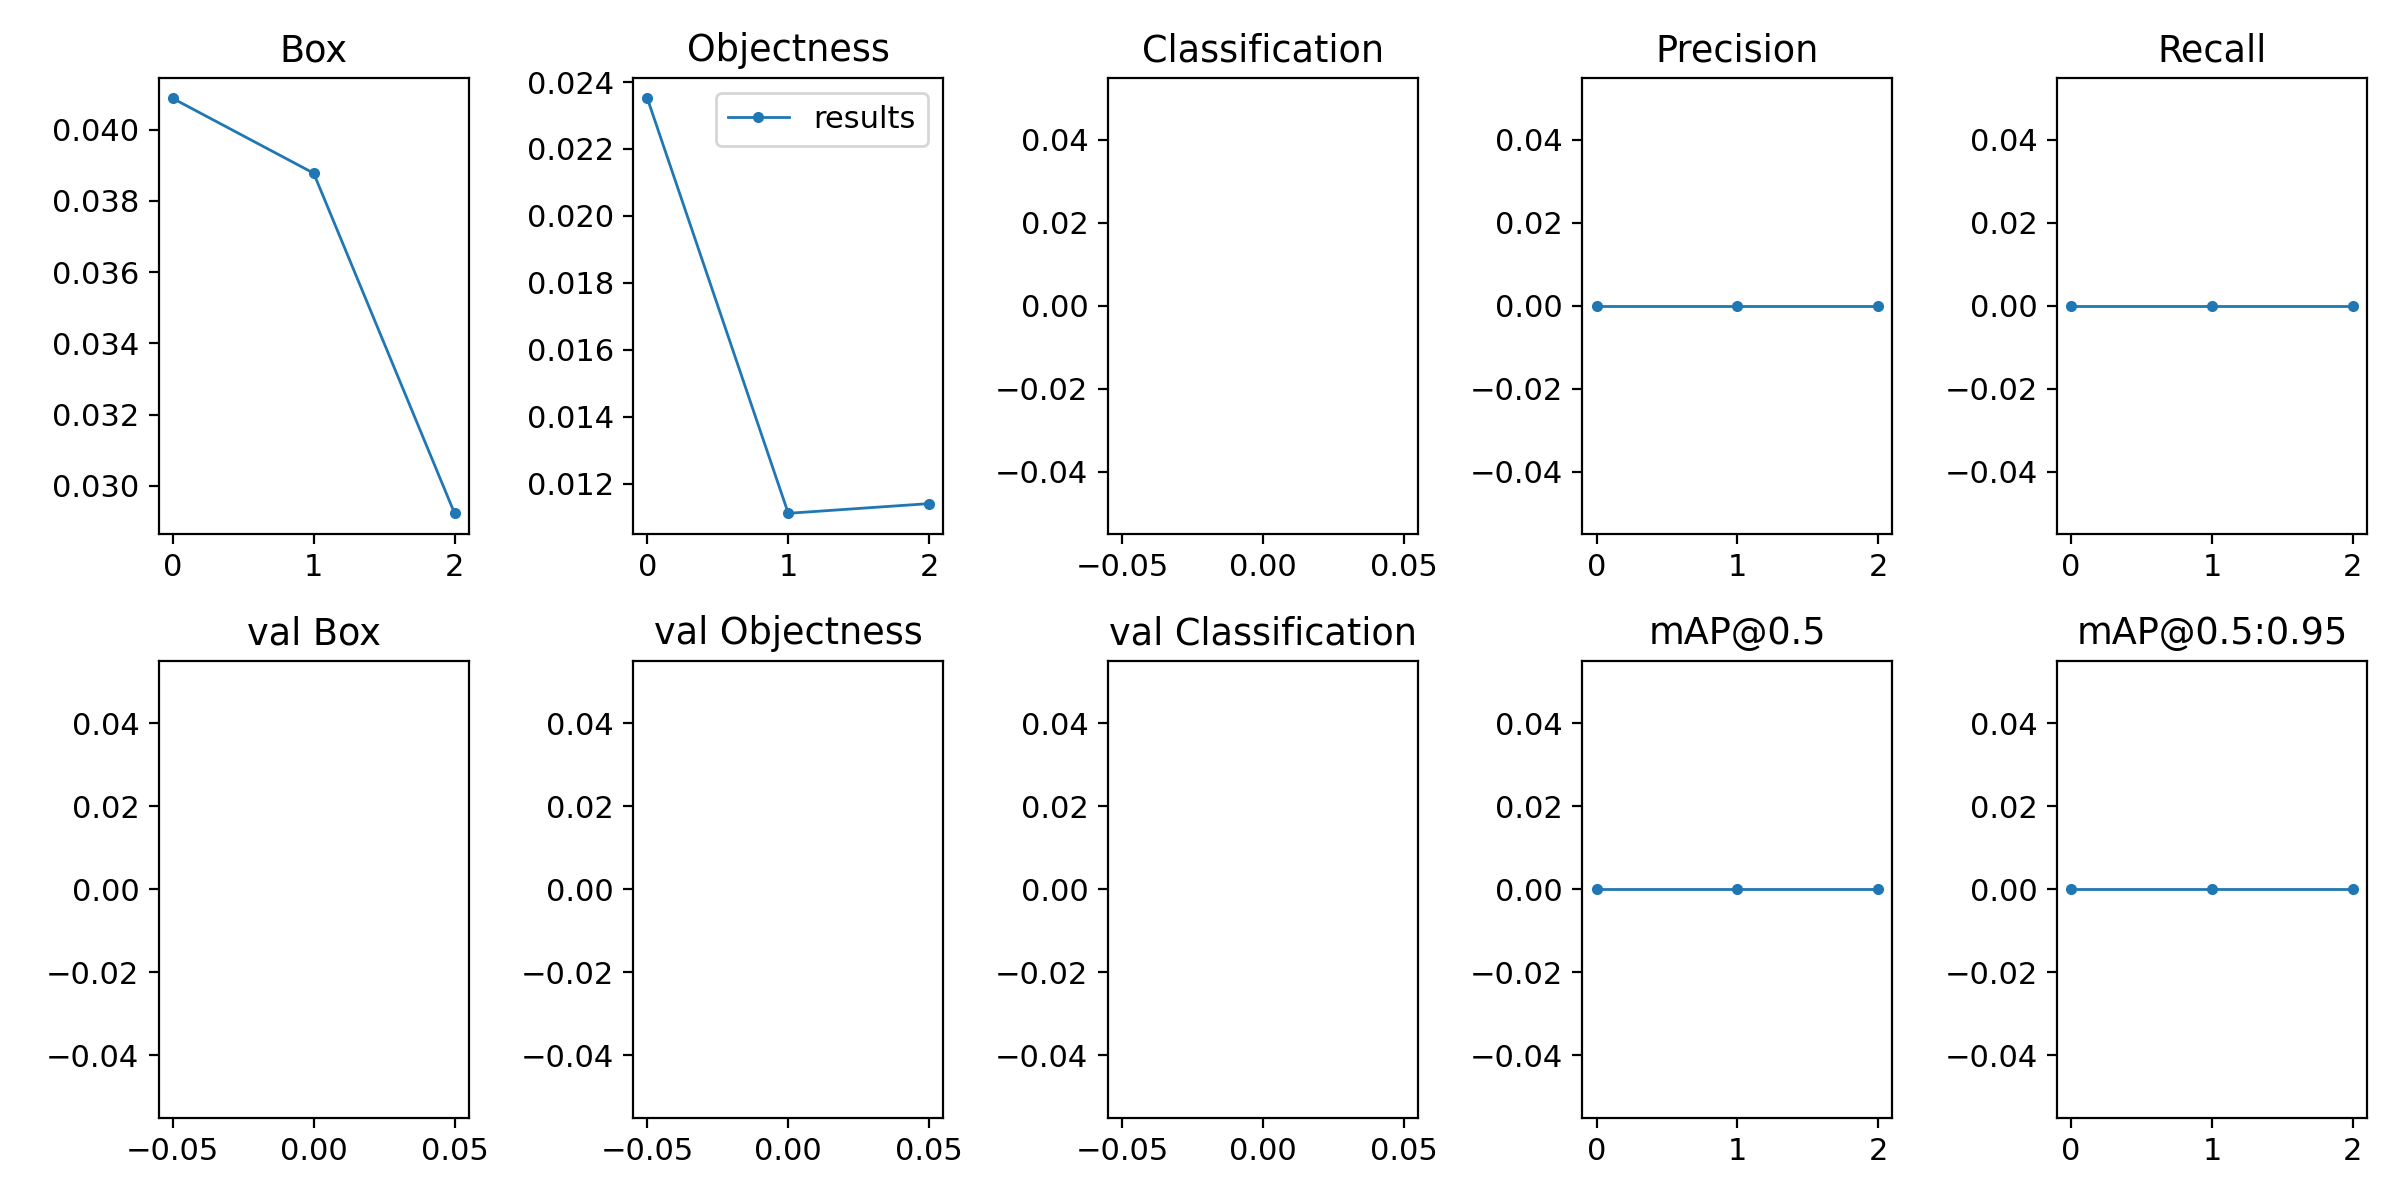 Box
0.040
0.038
0.036
0.034
0.032
0.030
0 1 2
Objectness
results
0.024
0.022
0.020
0.018
0.016
0.014
0.012
0 1 2
Classification
0.04
0.02
0.00
−0.02
−0.04
−0.05 0.00 0.05
Precision
0.04
0.02
0.00
−0.02
−0.04
0 1 2
Recall
0.04
0.02
0.00
−0.02
−0.04
0 1 2
val Box
0.04
0.02
0.00
−0.02
−0.04
−0.05 0.00 0.05
val Objectness
0.04
0.02
0.00
−0.02
−0.04
−0.05 0.00 0.05
val Classification
0.04
0.02
0.00
−0.02
−0.04
−0.05 0.00 0.05
mAP@0.5
0.04
0.02
0.00
−0.02
−0.04
0 1 2
mAP@0.5:0.95
0.04
0.02
0.00
−0.02
−0.04
0 1 2